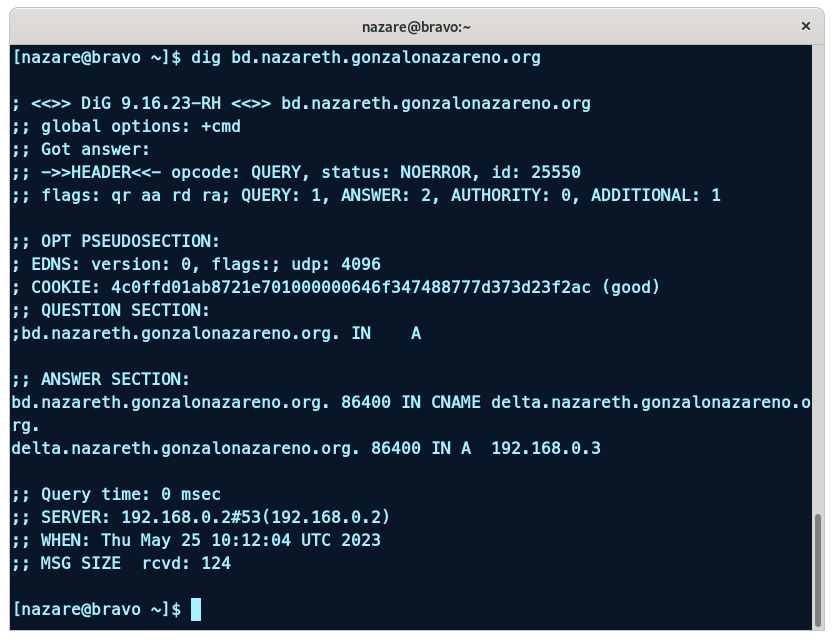 nazare@bravo:~
[nazare@bravo ~]$ dig bd.nazareth.gonzalonazareno.org
; <<>> DiG 9.16.23-RH <<>> bd.nazareth.gonzalonazareno.org
;; global options: +cmd
;; Got answer:
;; ->>HEADER<<- opcode: QUERY, status: NOERROR, id: 25550
;; flags: qr aa rd ra; QUERY: 1, ANSWER: 2, AUTHORITY: 0, ADDITIONAL: 1
;; OPT PSEUDOSECTION:
; EDNS: version: 0, flags:; udp: 4096
; COOKIE: 4c0ffd01ab8721e701000000646f347488777d373d23f2ac (good)
;; QUESTION SECTION:
;bd.nazareth.gonzalonazareno.org. IN    A
;; ANSWER SECTION:
bd.nazareth.gonzalonazareno.org. 86400 IN CNAME delta.nazareth.gonzalonazareno.o
rg.
delta.nazareth.gonzalonazareno.org. 86400 IN A  192.168.0.3
;; Query time: 0 msec
;; SERVER: 192.168.0.2#53(192.168.0.2)
;; WHEN: Thu May 25 10:12:04 UTC 2023
;; MSG SIZE  rcvd: 124
[nazare@bravo ~]$